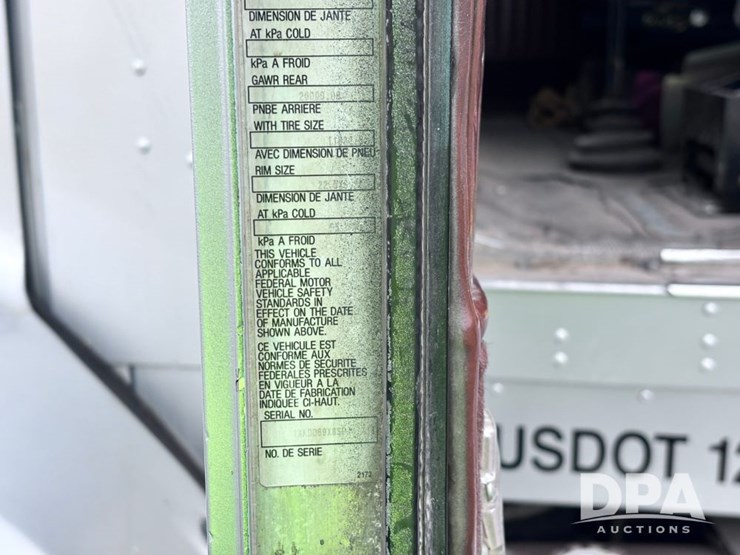 DIMENSION DE JANTE
AT kPa COLD
kPa A FROID
GAWR REAR
PNBE ARRIERE
WITH TIRE SIZE
AVEC DIMENSION DE PNEU
RIM SIZE
DIMENSION DE JANTE
AT kPa COLD
kPa A FROID
THIS VEHICLE
CONFORMS TO ALL
APPLICABLE
FEDERAL MOTOR
VEHICLE SAFETY
STANDARDS IN
EFFECT ON THE DATE
OF MANUFACTURE
SHOWN ABOVE.
CE VEHICULE EST
CONFORME AUX
NORMES DE SECURITE
FEDERALES PRESCRITES
EN VIGUEUR A LA
DATE DE FABRICATION
INDIQUEE CI-HAUT.
SERIAL NO.
NO. DE SERIE
2172
USDOT 12
DPA
AUCTIONS